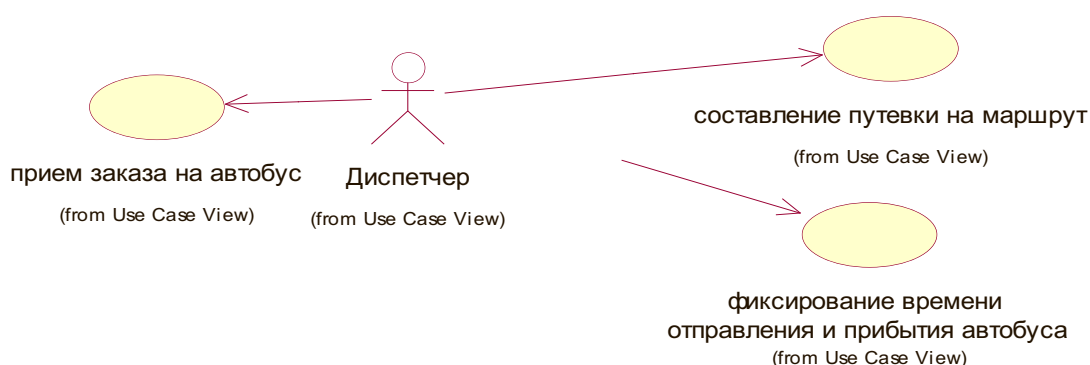 составление путевки на маршрут
(from Use Case View)
прием заказа на автобус
(from Use Case View)
Диспетчер
(from Use Case View)
фиксирование времени
отправления и прибытия автобуса
(from Use Case View)